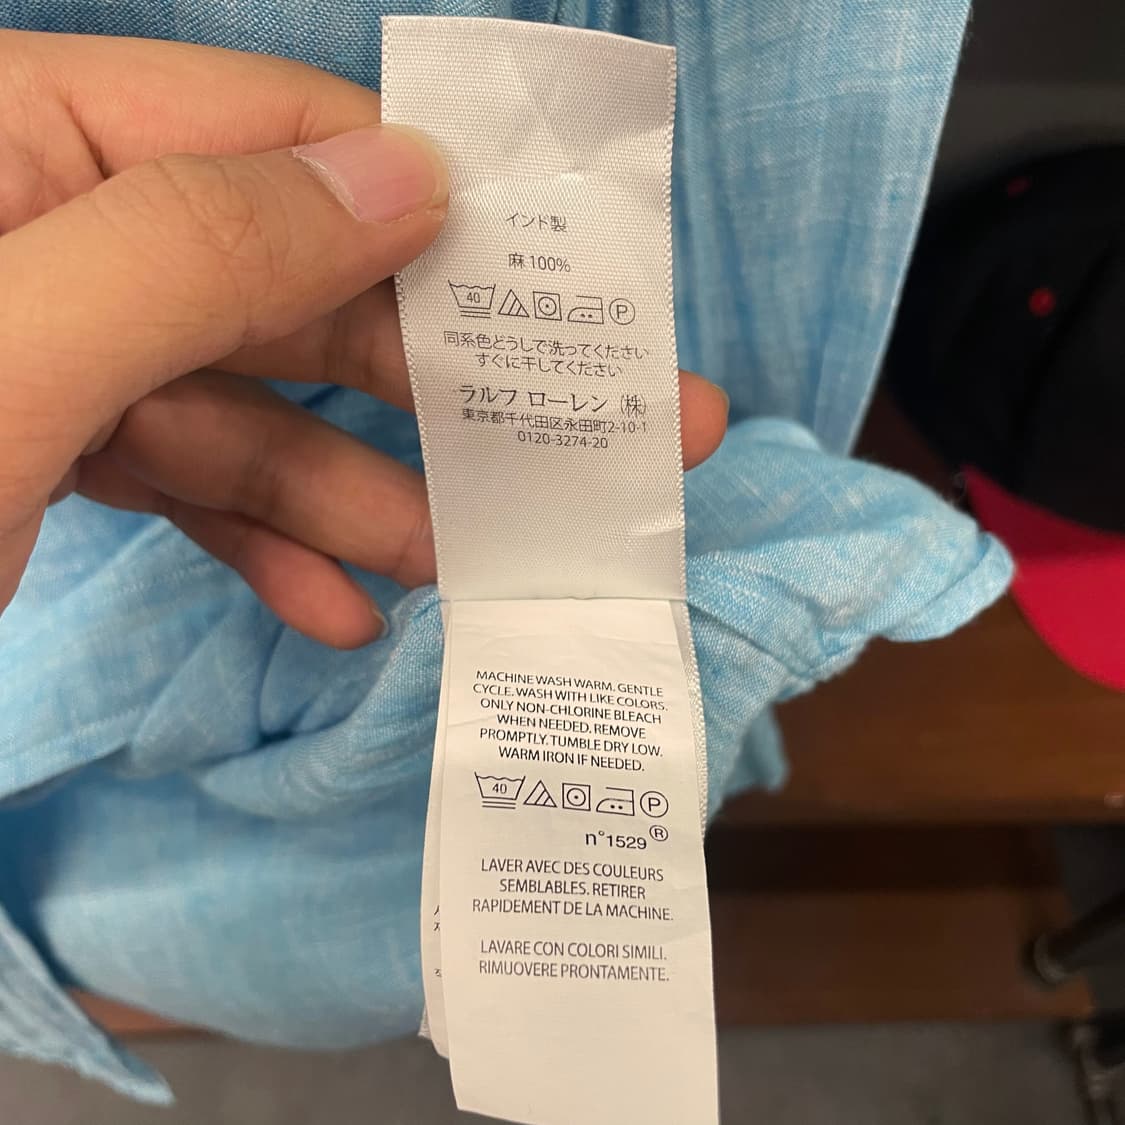 インド製
麻 100%
40 P
同系色どうしで洗ってください
すぐに干してください
ラルフ ローレン (株)
東京都千代田区永田町2-10-1
0120-3274-20
MACHINE WASH WARM. GENTLE
CYCLE. WASH WITH LIKE COLORS.
ONLY NON-CHLORINE BLEACH
WHEN NEEDED. REMOVE
PROMPTLY. TUMBLE DRY LOW.
WARM IRON IF NEEDED.
40 P
n°1529®
LAVER AVEC DES COULEURS
SEMBLABLES. RETIRER
RAPIDEMENT DE LA MACHINE.
LAVARE CON COLORI SIMILI.
RIMUOVERE PRONTAMENTE.